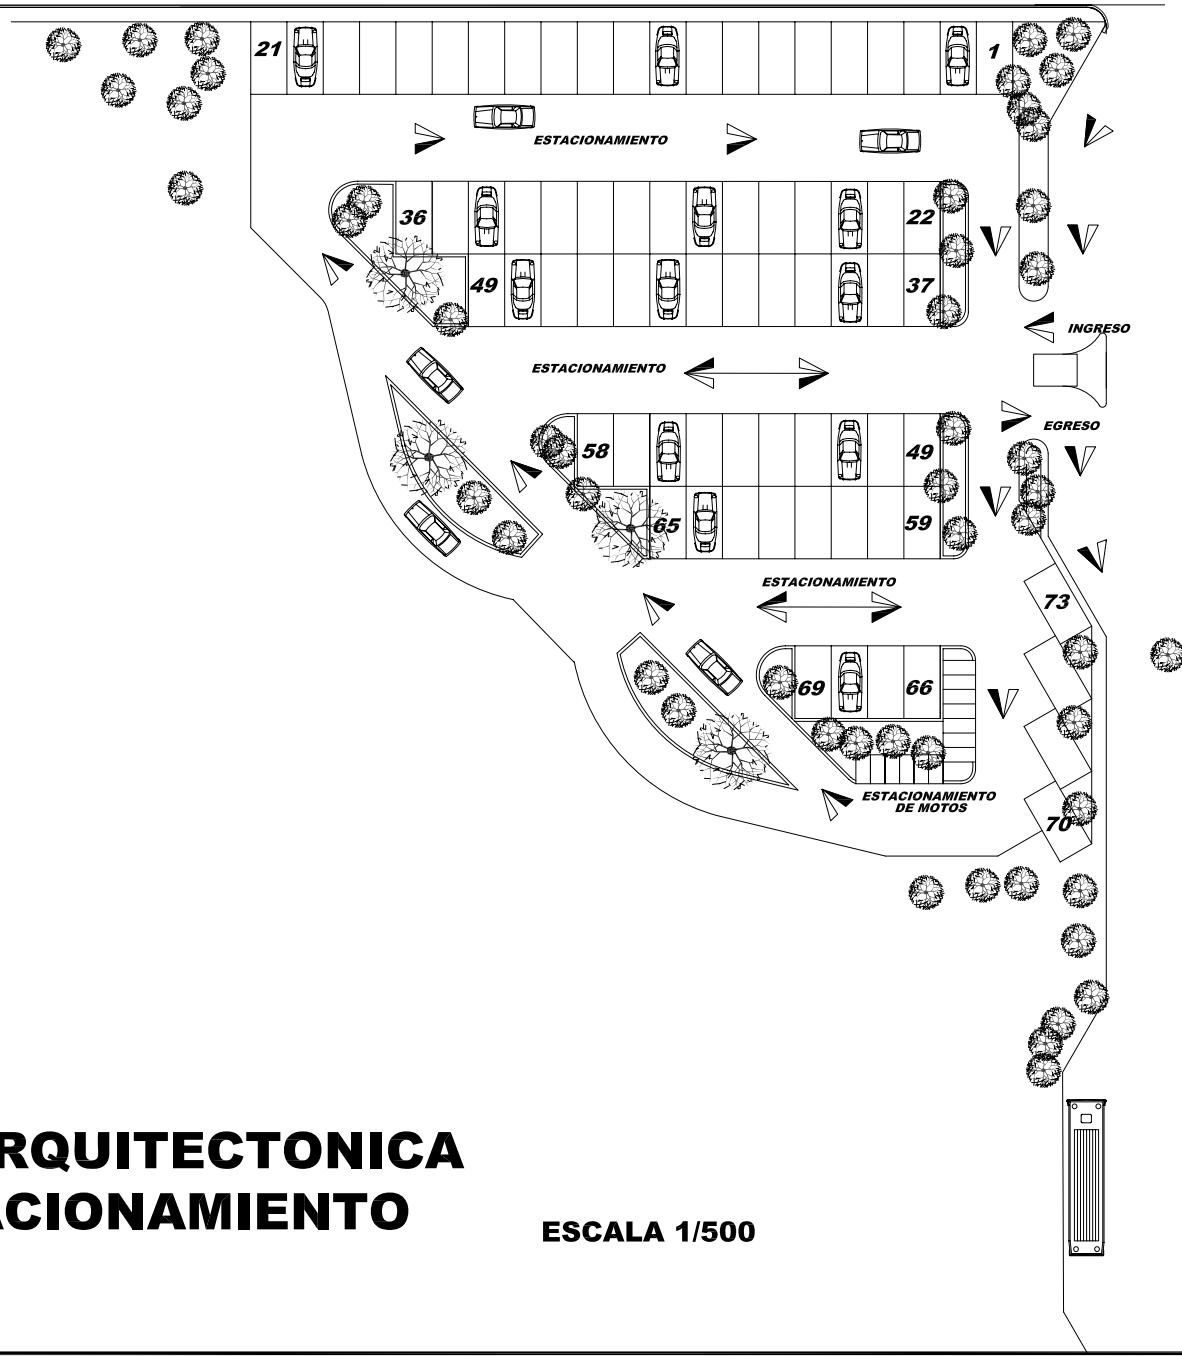 21
1
ESTACIONAMIENTO
36
22
49
37
INGRESO
ESTACIONAMIENTO
EGRESO
58
49
65
59
ESTACIONAMIENTO
73
69
66
ESTACIONAMIENTO
DE MOTOS
70
RQUITECTONICA
ACIONAMIENTO
ESCALA 1/500